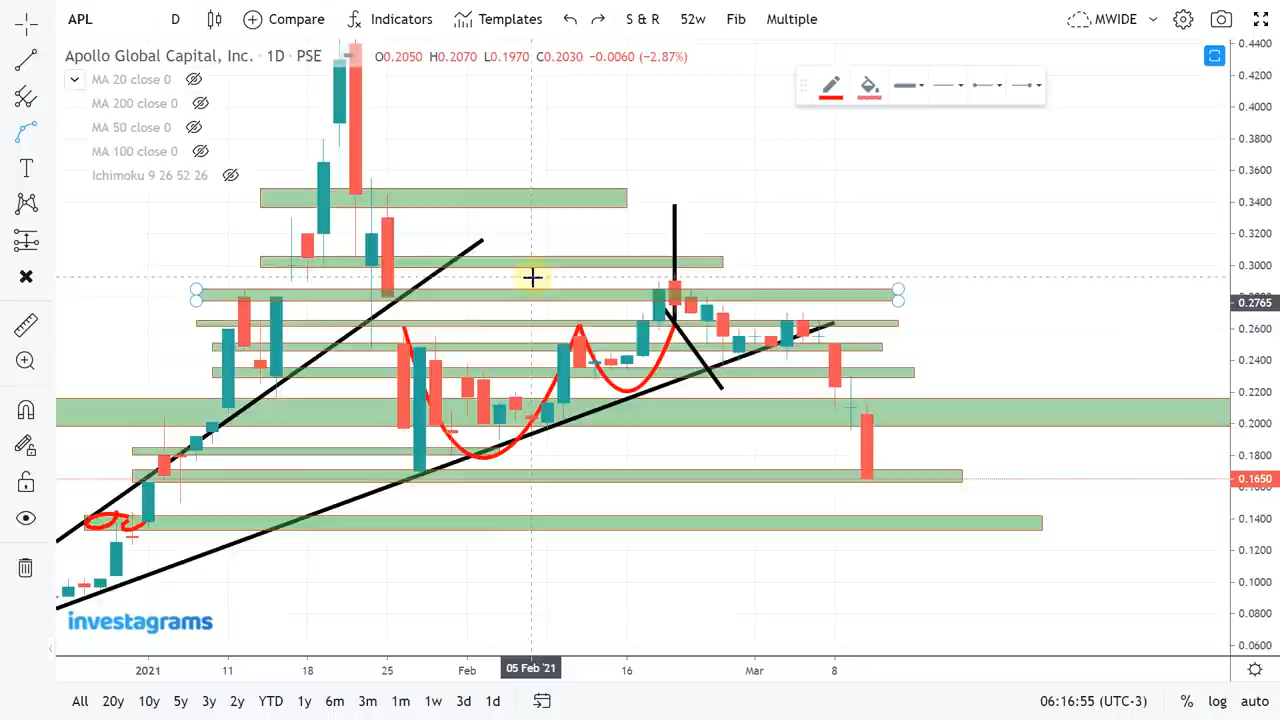 APL D Compare Indicators Templates S & R 52w Fib Multiple MWIDE
Apollo Global Capital, Inc. · 1D · PSE O0.2050 H0.2070 L0.1970 C0.2030 −0.0060 (−2.87%)
MA 20 close 0
MA 200 close 0
MA 50 close 0
MA 100 close 0
Ichimoku 9 26 52 26
0.4400
0.4200
0.4000
0.3800
0.3600
0.3400
0.3200
0.3000
0.2765
0.2600
0.2400
0.2200
0.2000
0.1800
0.1650
0.1400
0.1200
0.1000
0.0800
0.0600
investagrams
2021 11 18 25 Feb 05 Feb '21 16 Mar 8
All 20y 10y 5y 3y 2y YTD 1y 6m 3m 1m 1w 3d 1d 06:16:55 (UTC-3) % log auto